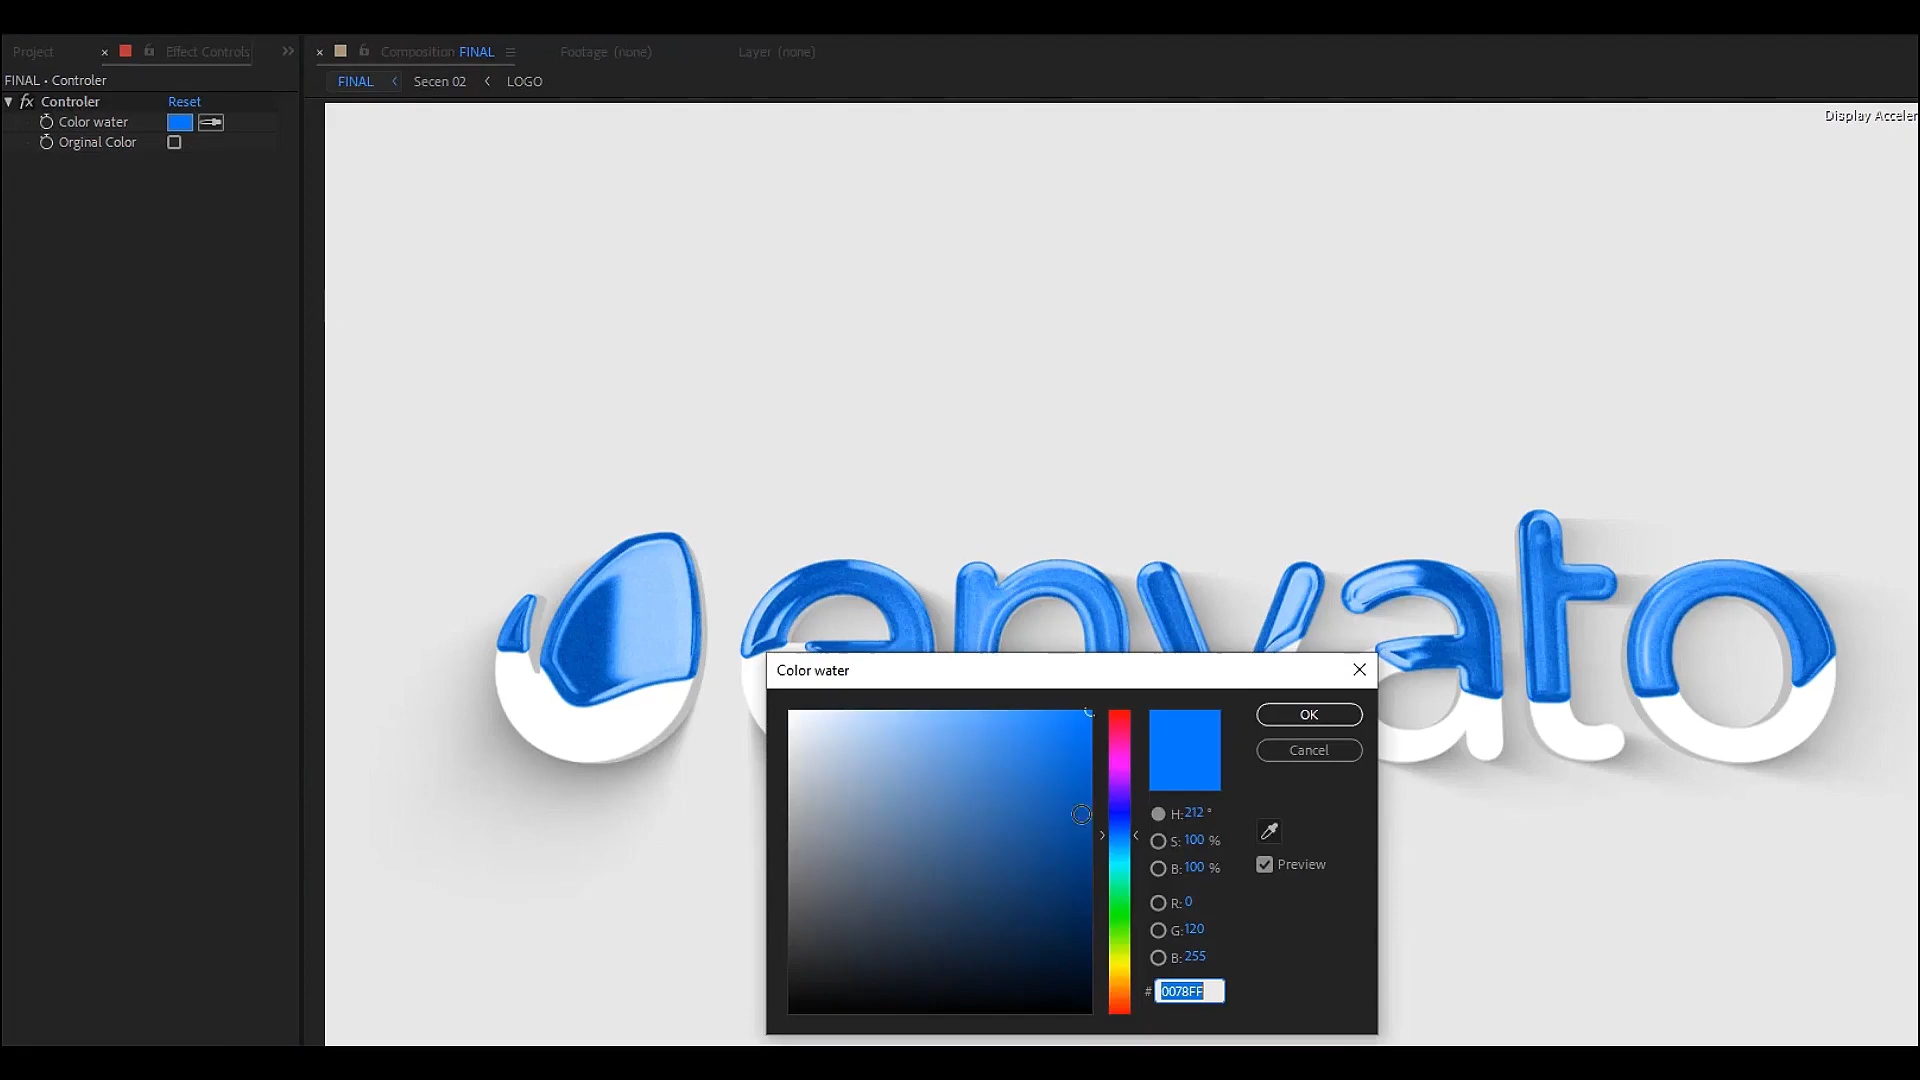 Project × Effect Controls »
× Composition FINAL Footage (none) Layer (none)
FINAL • Controler
FINAL < Secen 02 < LOGO
fx Controler Reset
Color water
Orginal Color
Display Acceler
envato
Color water
OK
Cancel
H: 212 °
S: 100 %
B: 100 %
Preview
R: 0
G: 120
B: 255
# 0078FF